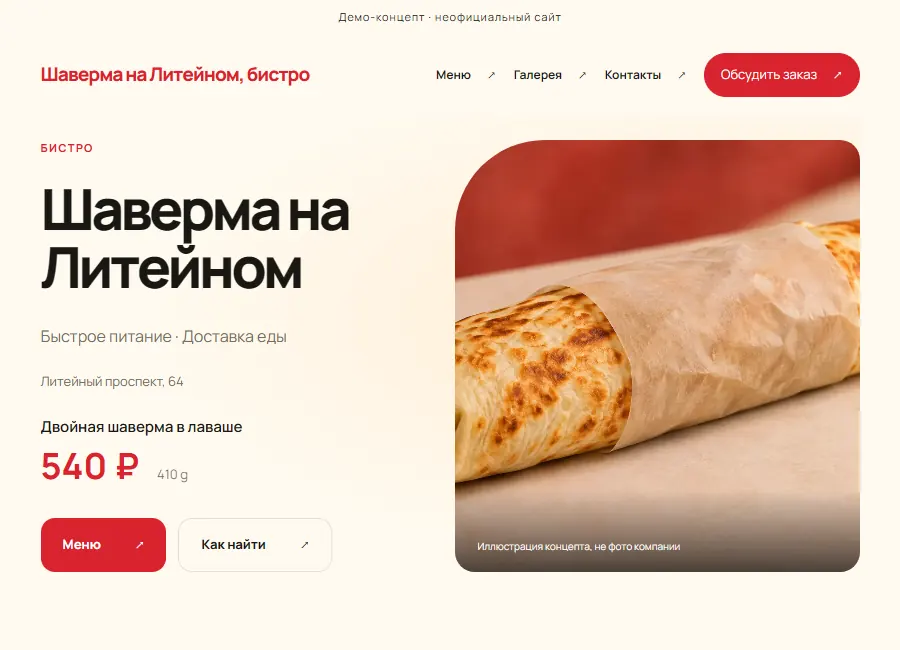 Демо-концепт · неофициальный сайт
Шаверма на Литейном, бистро
Меню ↗ Галерея ↗ Контакты ↗ Обсудить заказ ↗
БИСТРО
Шаверма на
Литейном
Быстрое питание · Доставка еды
Литейный проспект, 64
Двойная шаверма в лаваше
540 ₽ 410 g
Меню ↗ Как найти ↗
Иллюстрация концепта, не фото компании